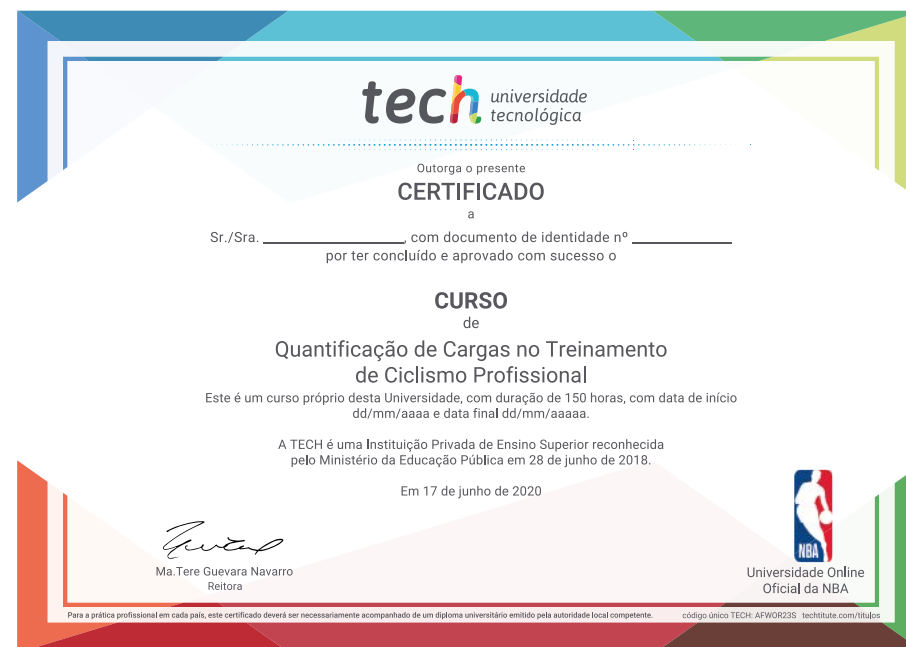 tech universidade
tecnológica
Outorga o presente
CERTIFICADO
a
Sr./Sra. ____________________, com documento de identidade nº ______________
por ter concluído e aprovado com sucesso o
CURSO
de
Quantificação de Cargas no Treinamento
de Ciclismo Profissional
Este é um curso próprio desta Universidade, com duração de 150 horas, com data de início
dd/mm/aaaa e data final dd/mm/aaaaa.
A TECH é uma Instituição Privada de Ensino Superior reconhecida
pelo Ministério da Educação Pública em 28 de junho de 2018.
Em 17 de junho de 2020
NBA
Ma.Tere Guevara Navarro
Reitora
Universidade Online
Oficial da NBA
Para a prática profissional em cada país, este certificado deverá ser necessariamente acompanhado de um diploma universitário emitido pela autoridade local competente.
código único TECH: AFWOR23S techtitute.com/titulos